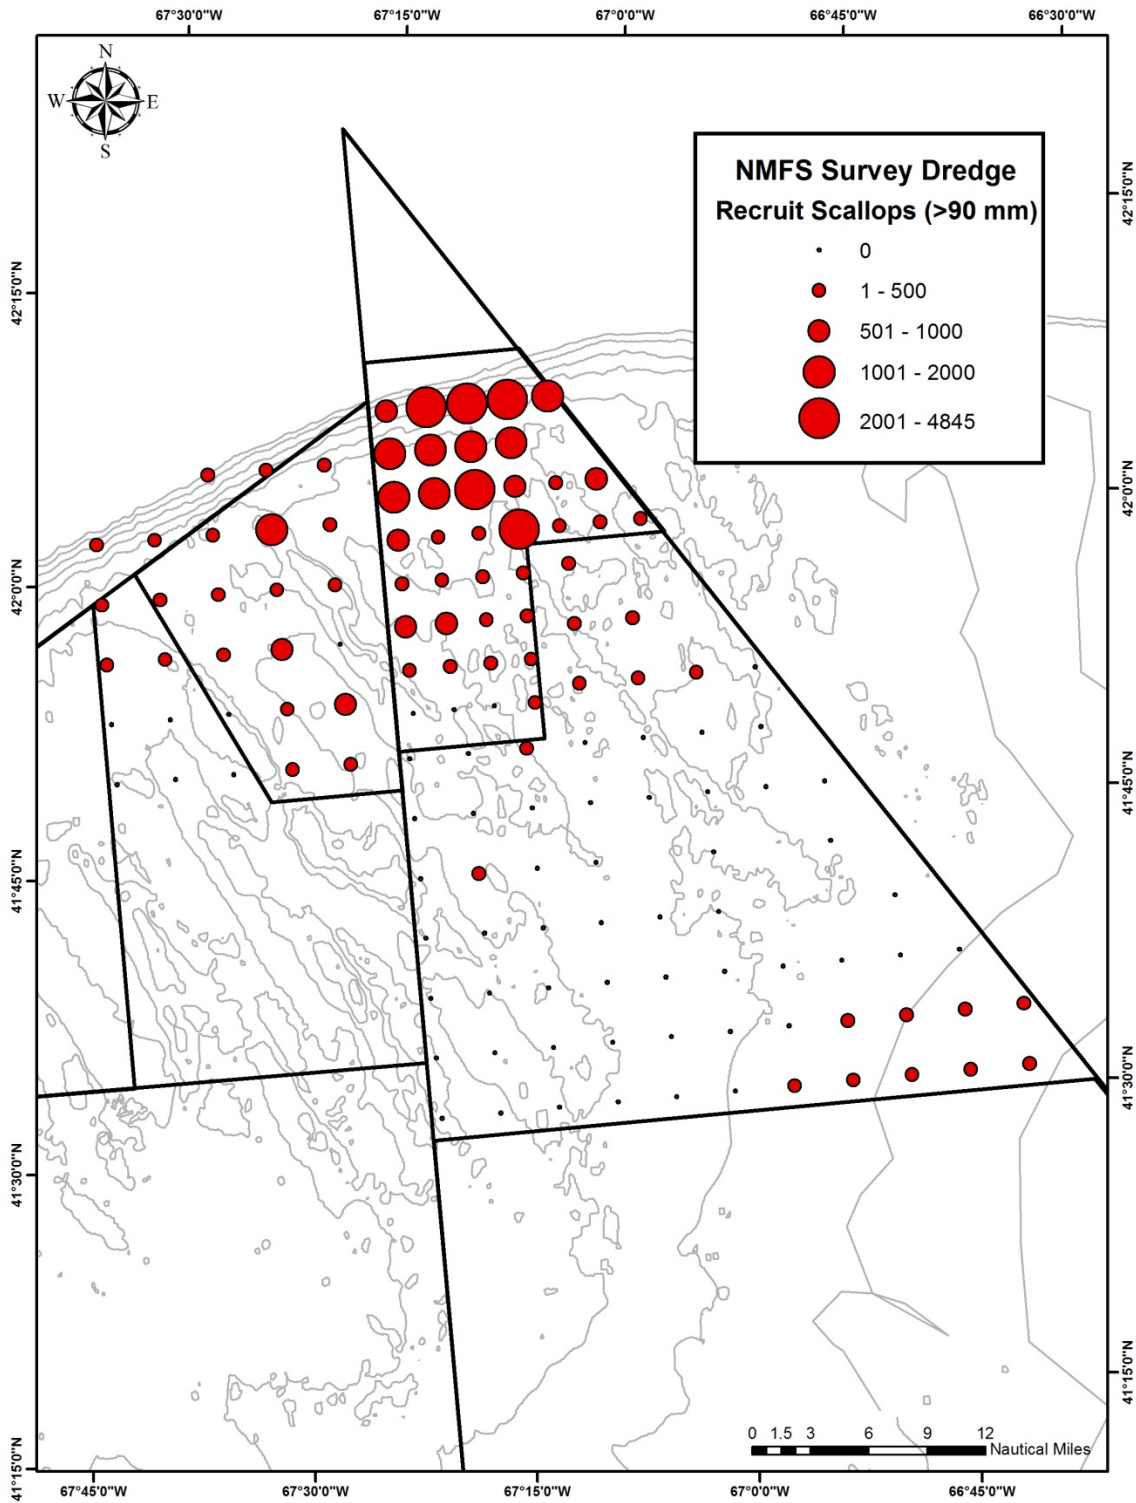 67°30'0"W 67°15'0"W 67°0'0"W 66°45'0"W 66°30'0"W
N
W E
S
NMFS Survey Dredge
Recruit Scallops (>90 mm)
0
1 - 500
501 - 1000
1001 - 2000
2001 - 4845
42°15'0"N
42°0'0"N
41°45'0"N
41°30'0"N
41°15'0"N
42°15'0"N
42°0'0"N
41°45'0"N
41°30'0"N
41°15'0"N
0 1.5 3 6 9 12
Nautical Miles
67°45'0"W 67°30'0"W 67°15'0"W 67°0'0"W 66°45'0"W